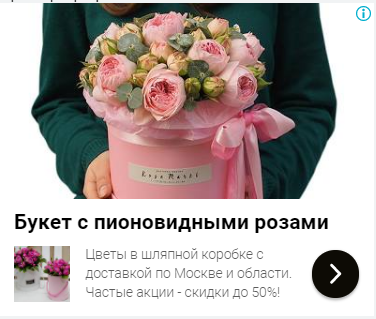 Букет с пионовидными розами
Цветы в шляпной коробке с
доставкой по Москве и области.
Частые акции - скидки до 50%!